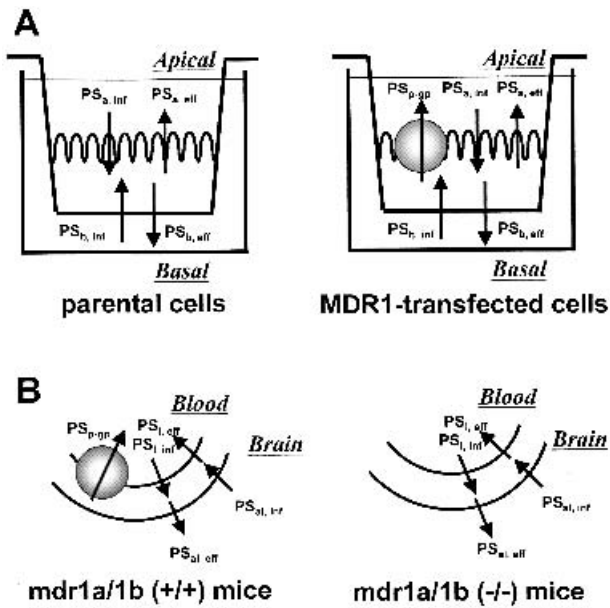 A
Apical
PSa, inf PSa, eff
PSb, inf PSb, eff
Basal
parental cells
Apical
PSp-gp PSa, inf PSa, eff
PSb, inf PSb, eff
Basal
MDR1-transfected cells
B
Blood
Brain
PSp-gp PSl, eff
PSl, inf
PSal, inf
PSal, eff
mdr1a/1b (+/+) mice
Blood
Brain
PSl, eff
PSl, inf
PSal, inf
PSal, eff
mdr1a/1b (-/-) mice